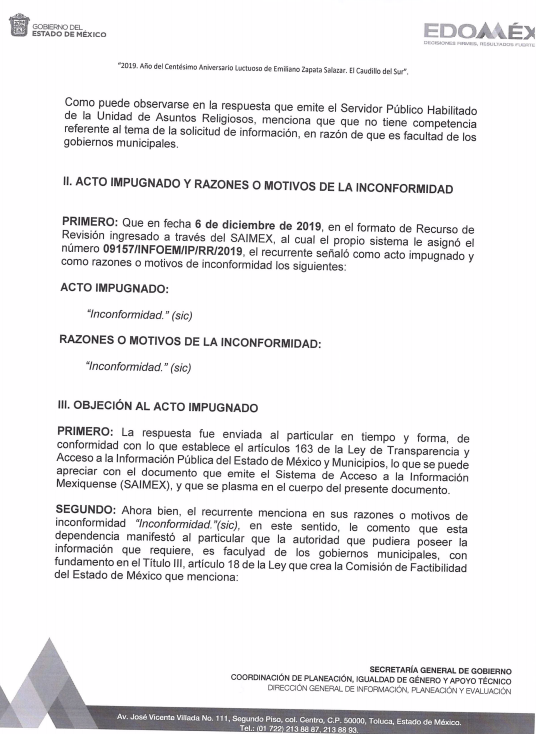 GOBIERNO DEL
ESTADO DE MÉXICO
EDOMÉX
DECISIONES FIRMES, RESULTADOS FUERTES
"2019. Año del Centésimo Aniversario Luctuoso de Emiliano Zapata Salazar. El Caudillo del Sur".
Como puede observarse en la respuesta que emite el Servidor Público Habilitado
de la Unidad de Asuntos Religiosos, menciona que que no tiene competencia
referente al tema de la solicitud de información, en razón de que es facultad de los
gobiernos municipales.
II. ACTO IMPUGNADO Y RAZONES O MOTIVOS DE LA INCONFORMIDAD
PRIMERO: Que en fecha 6 de diciembre de 2019, en el formato de Recurso de
Revisión ingresado a través del SAIMEX, al cual el propio sistema le asignó el
número 09157/INFOEM/IP/RR/2019, el recurrente señaló como acto impugnado y
como razones o motivos de inconformidad los siguientes:
ACTO IMPUGNADO:
"Inconformidad." (sic)
RAZONES O MOTIVOS DE LA INCONFORMIDAD:
"Inconformidad." (sic)
III. OBJECIÓN AL ACTO IMPUGNADO
PRIMERO: La respuesta fue enviada al particular en tiempo y forma, de
conformidad con lo que establece el artículos 163 de la Ley de Transparencia y
Acceso a la Información Pública del Estado de México y Municipios, lo que se puede
apreciar con el documento que emite el Sistema de Acceso a la Información
Mexiquense (SAIMEX), y que se plasma en el cuerpo del presente documento.
SEGUNDO: Ahora bien, el recurrente menciona en sus razones o motivos de
inconformidad "Inconformidad."(sic), en este sentido, le comento que esta
dependencia manifestó al particular que la autoridad que pudiera poseer la
información que requiere, es faculyad de los gobiernos municipales, con
fundamento en el Título III, artículo 18 de la Ley que crea la Comisión de Factibilidad
del Estado de México que menciona:
SECRETARÍA GENERAL DE GOBIERNO
COORDINACIÓN DE PLANEACIÓN, IGUALDAD DE GÉNERO Y APOYO TÉCNICO
DIRECCIÓN GENERAL DE INFORMACIÓN, PLANEACIÓN Y EVALUACIÓN
Av. José Vicente Villada No. 111, Segundo Piso, col. Centro, C.P. 50000, Toluca, Estado de México.
Tel.: (01 722) 213 88 87, 213 88 93.